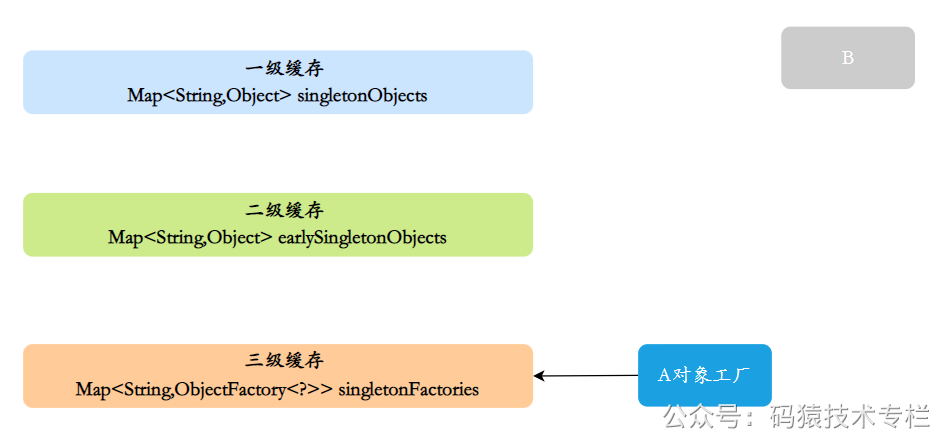 一级缓存
Map<String,Object> singletonObjects
B
二级缓存
Map<String,Object> earlySingletonObjects
三级缓存
Map<String,ObjectFactory<?>> singletonFactories
A对象工厂
公众号：码猿技术专栏